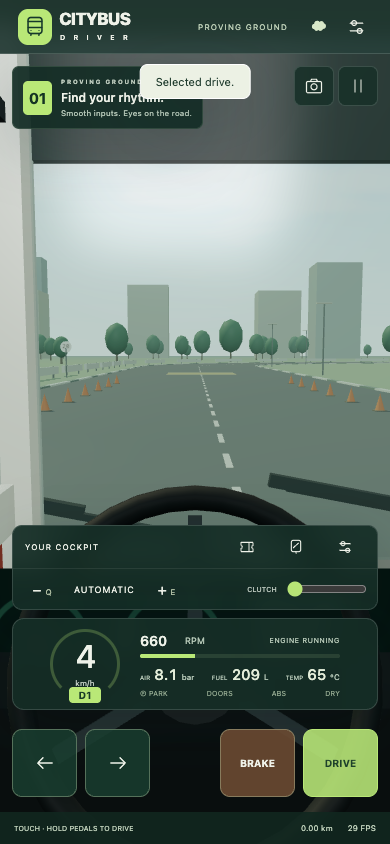 CITYBUS
DRIVER
PROVING GROUND
01
PROVING GROUND
Find your rhythm.
Smooth inputs. Eyes on the road.
Selected drive.
YOUR COCKPIT
− Q AUTOMATIC + E CLUTCH
4
km/h
D1
660 RPM ENGINE RUNNING
AIR 8.1 bar FUEL 209 L TEMP 65 °C
Ⓟ PARK DOORS ABS DRY
← → BRAKE DRIVE
TOUCH · HOLD PEDALS TO DRIVE 0.00 km 29 FPS